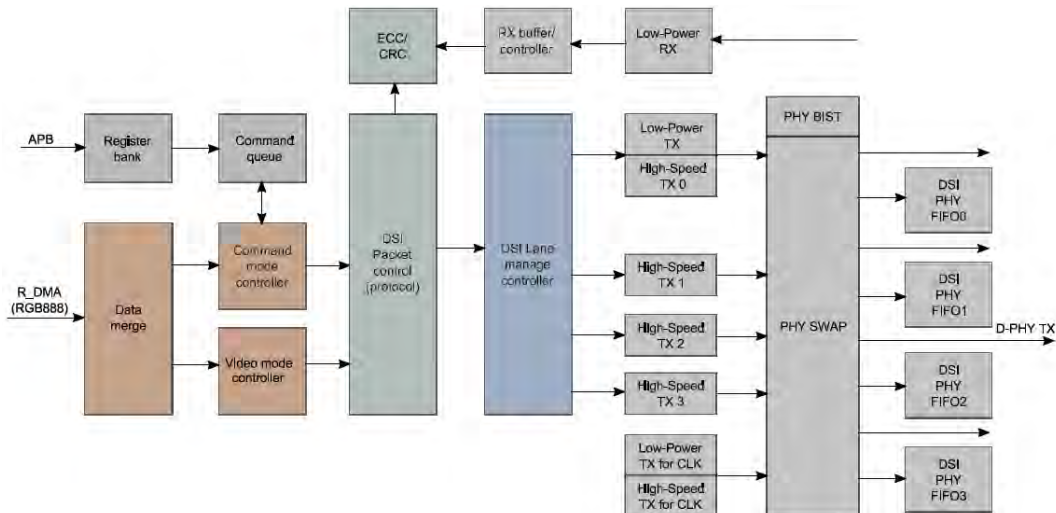 ECC/
CRC
RX buffer/
controller
Low-Power
RX
APB
Register
bank
Command
queue
Low-Power
TX
High-Speed
TX 0
PHY BIST
DSI
PHY
FIFO0
R_DMA
(RGB888)
Data
merge
Command
mode
controller
Video mode
controller
DSI
Packet
control
(protocol)
DSI Lane
manage
controller
High-Speed
TX 1
High-Speed
TX 2
High-Speed
TX 3
Low-Power
TX for CLK
High-Speed
TX for CLK
PHY SWAP
DSI
PHY
FIFO1
D-PHY TX
DSI
PHY
FIFO2
DSI
PHY
FIFO3